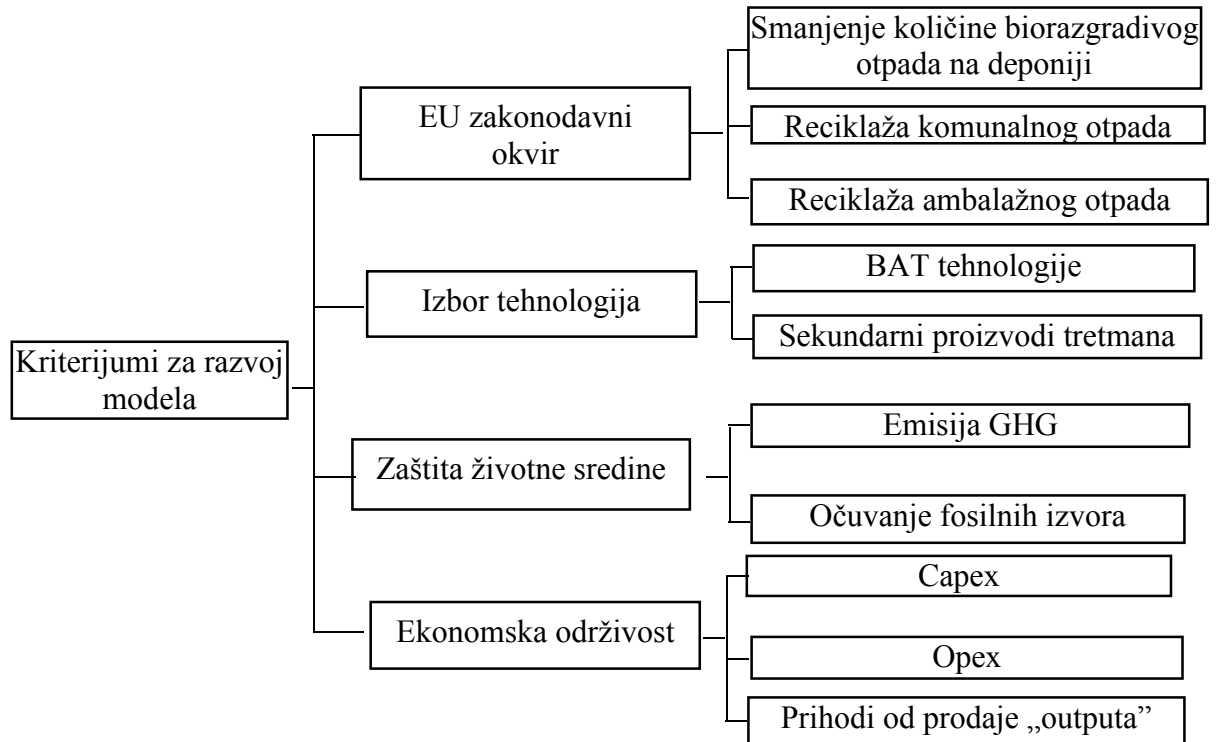 Kriterijumi za razvoj
modela
EU zakonodavni
okvir
Smanjenje količine biorazgradivog
otpada na deponiji
Reciklaža komunalnog otpada
Reciklaža ambalažnog otpada
Izbor tehnologija
BAT tehnologije
Sekundarni proizvodi tretmana
Zaštita životne sredine
Emisija GHG
Očuvanje fosilnih izvora
Ekonomska održivost
Capex
Opex
Prihodi od prodaje „outputa”